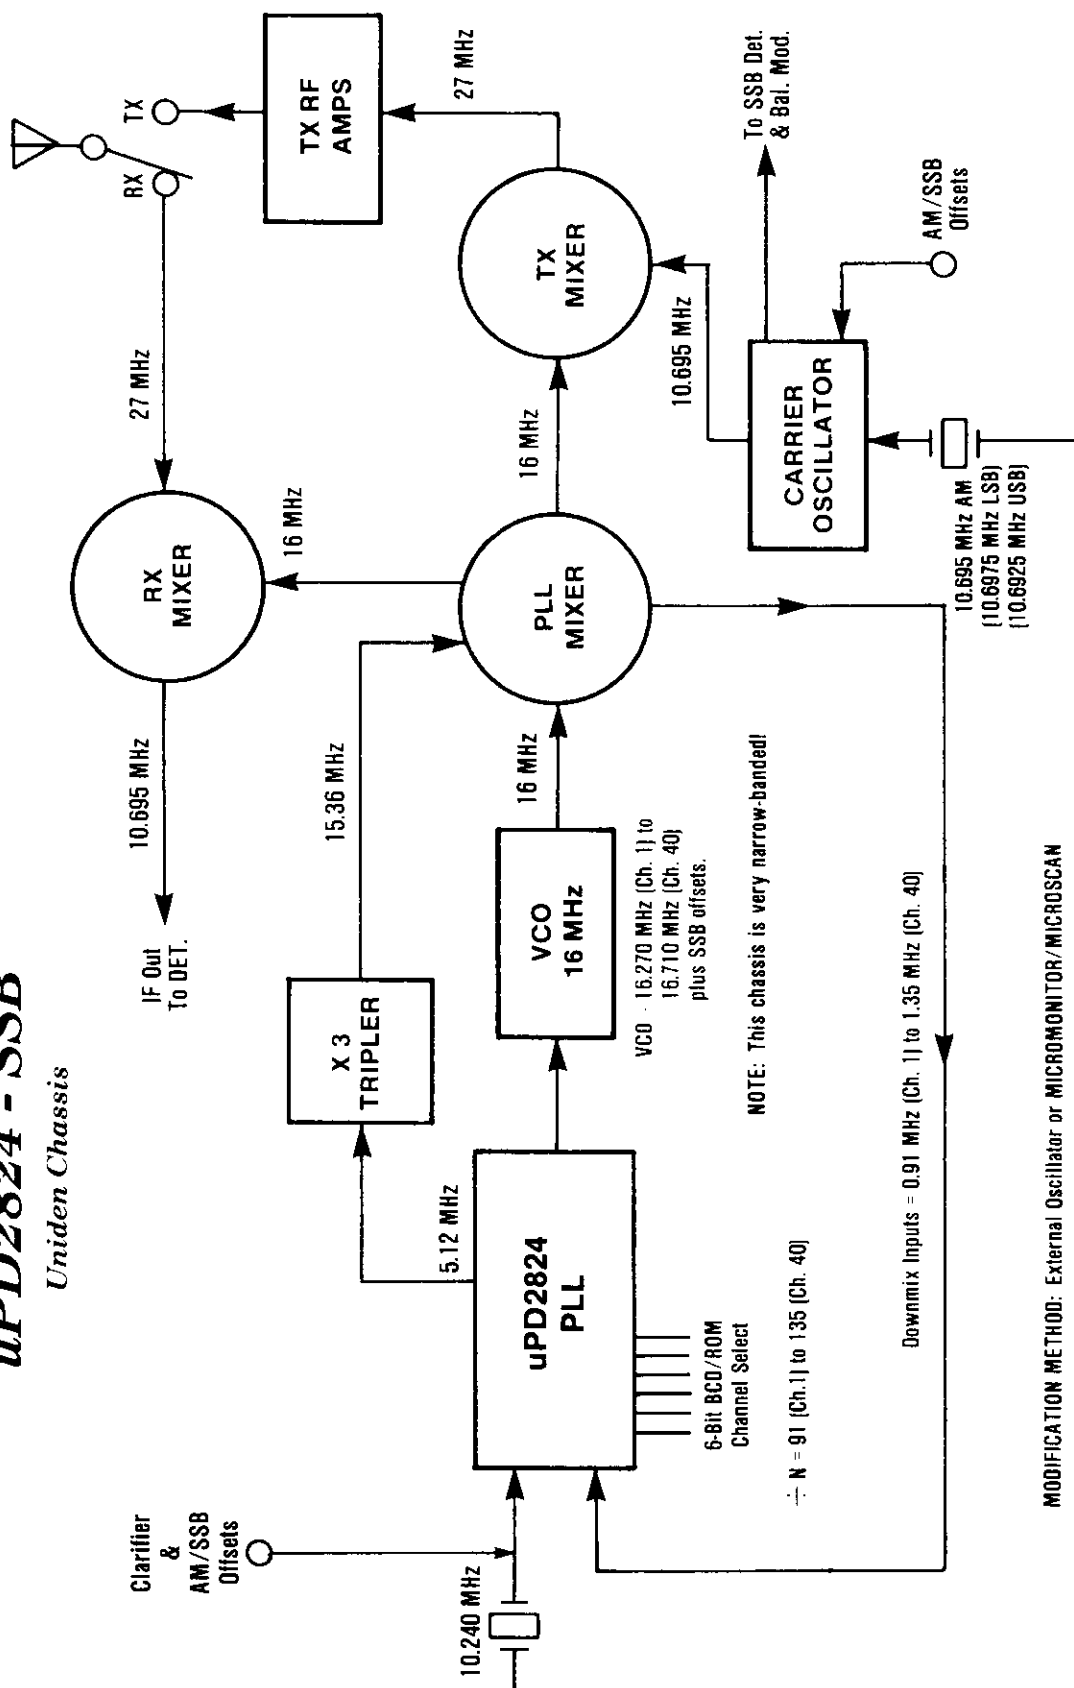 uPD2824 - SSB
Uniden Chassis
Clarifier
&
AM/SSB
Offsets
10.240 MHz
uPD2824
PLL
5.12 MHz
6-Bit BCD/ROM
Channel Select
÷ N = 91 (Ch.1) to 135 (Ch. 40)
X 3
TRIPLER
15.36 MHz
VCO
16 MHz
VCO - 16.270 MHz (Ch. 1) to
16.710 MHz (Ch. 40)
plus SSB offsets.
16 MHz
NOTE: This chassis is very narrow-banded!
Downmix Inputs = 0.91 MHz (Ch. 1) to 1.35 MHz (Ch. 40)
MODIFICATION METHOD: External Oscillator or MICROMONITOR/MICROSCAN
IF Out
To DET.
10.695 MHz
RX
MIXER
27 MHz
16 MHz
PLL
MIXER
16 MHz
TX
MIXER
27 MHz
RX
TX
TX RF
AMPS
10.695 MHz
CARRIER
OSCILLATOR
To SSB Det.
& Bal. Mod.
AM/SSB
Offsets
10.695 MHz AM
(10.6975 MHz LSB)
(10.6925 MHz USB)